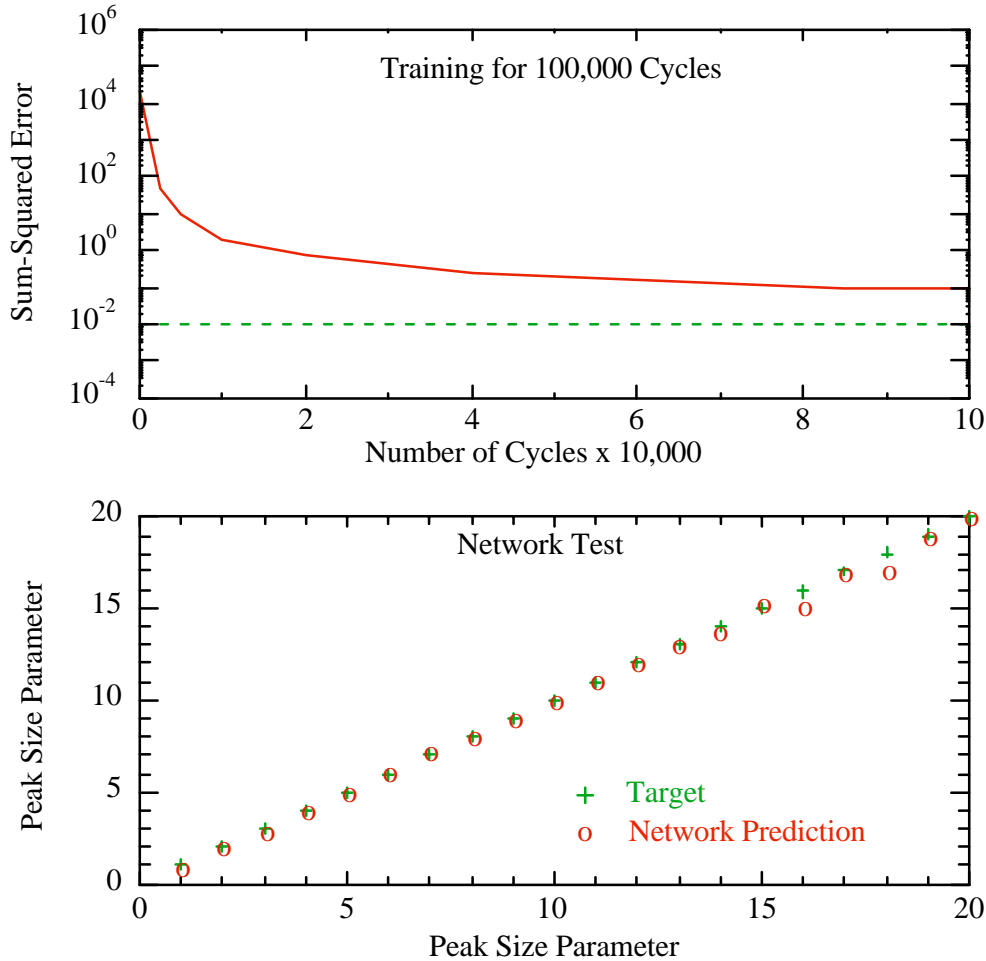 10^6
Training for 100,000 Cycles
10^4
10^2
10^0
10^-2
10^-4
Sum-Squared Error
0 2 4 6 8 10
Number of Cycles x 10,000
20
Network Test
15
10
5
0
Peak Size Parameter
+ Target
o Network Prediction
0 5 10 15 20
Peak Size Parameter